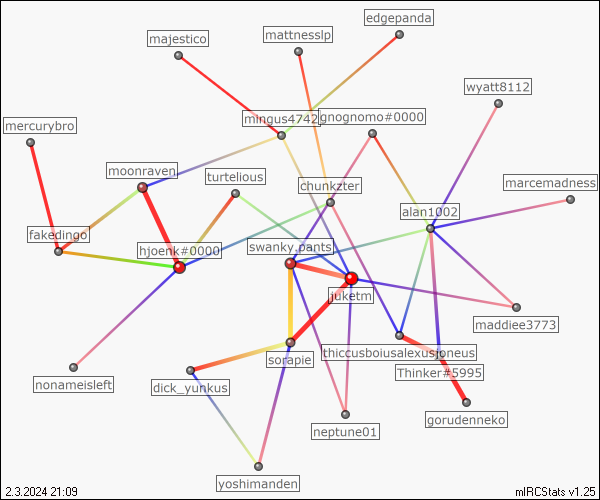 edgepanda
mattnesslp
majestico
wyatt8112
mingus4742
gnognomo#0000
mercurybro
moonraven
turtelious
chunkzter
marcemadness
alan1002
fakedingo
hjoenk#0000
swanky.pants
juketm
maddiee3773
thiccusboiusalexusjoneus
sorapie
Thinker#5995
nonameisleft
dick_yunkus
gorudenneko
neptune01
yoshimanden
2.3.2024 21:09
mIRCStats v1.25